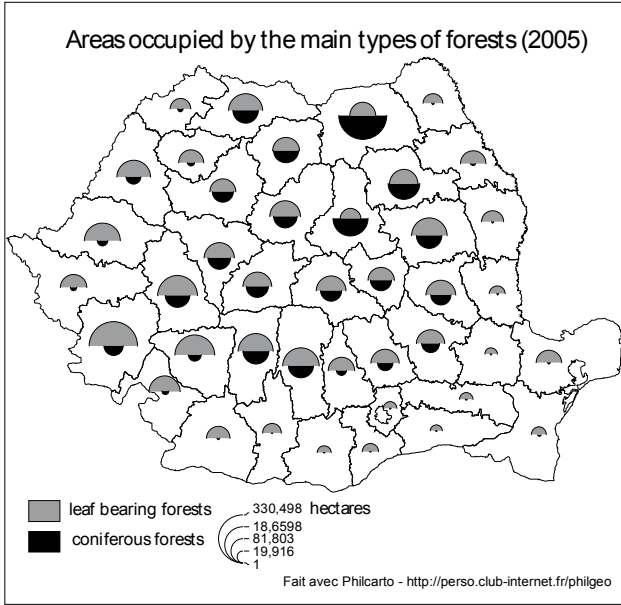 Areas occupied by the main types of forests (2005)
leaf bearing forests
coniferous forests
330,498 hectares
18,6598
81,803
19,916
1
Fait avec Philcarto - http://perso.club-internet.fr/philgeo